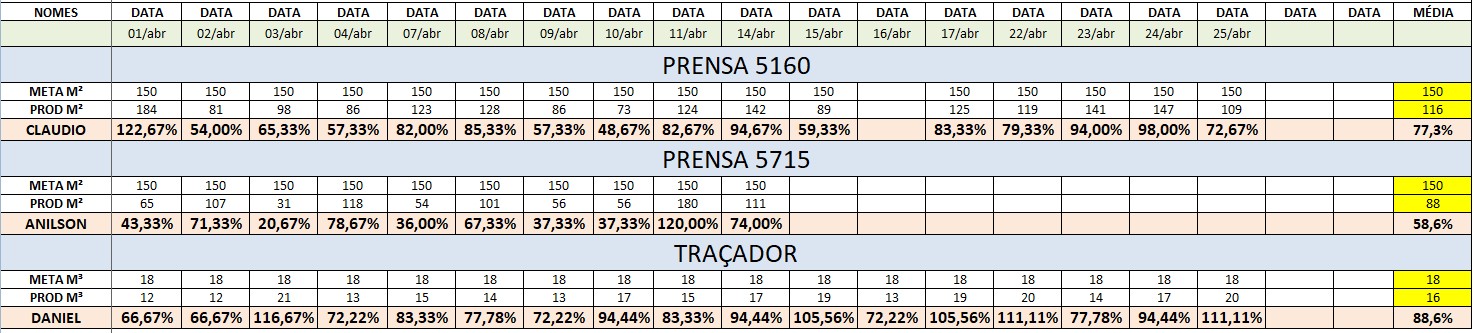 NOMES DATA DATA DATA DATA DATA DATA DATA DATA DATA DATA DATA DATA DATA DATA DATA DATA DATA DATA DATA MÉDIA
01/abr 02/abr 03/abr 04/abr 07/abr 08/abr 09/abr 10/abr 11/abr 14/abr 15/abr 16/abr 17/abr 22/abr 23/abr 24/abr 25/abr
PRENSA 5160
META M² 150 150 150 150 150 150 150 150 150 150 150 150 150 150 150 150 150
PROD M² 184 81 98 86 123 128 86 73 124 142 89 125 119 141 147 109 116
CLAUDIO 122,67% 54,00% 65,33% 57,33% 82,00% 85,33% 57,33% 48,67% 82,67% 94,67% 59,33% 83,33% 79,33% 94,00% 98,00% 72,67% 77,3%
PRENSA 5715
META M² 150 150 150 150 150 150 150 150 150 150 150
PROD M² 65 107 31 118 54 101 56 56 180 111 88
ANILSON 43,33% 71,33% 20,67% 78,67% 36,00% 67,33% 37,33% 37,33% 120,00% 74,00% 58,6%
TRAÇADOR
META M³ 18 18 18 18 18 18 18 18 18 18 18 18 18 18 18 18 18 18
PROD M³ 12 12 21 13 15 14 13 17 15 17 19 13 19 20 14 17 20 16
DANIEL 66,67% 66,67% 116,67% 72,22% 83,33% 77,78% 72,22% 94,44% 83,33% 94,44% 105,56% 72,22% 105,56% 111,11% 77,78% 94,44% 111,11% 88,6%